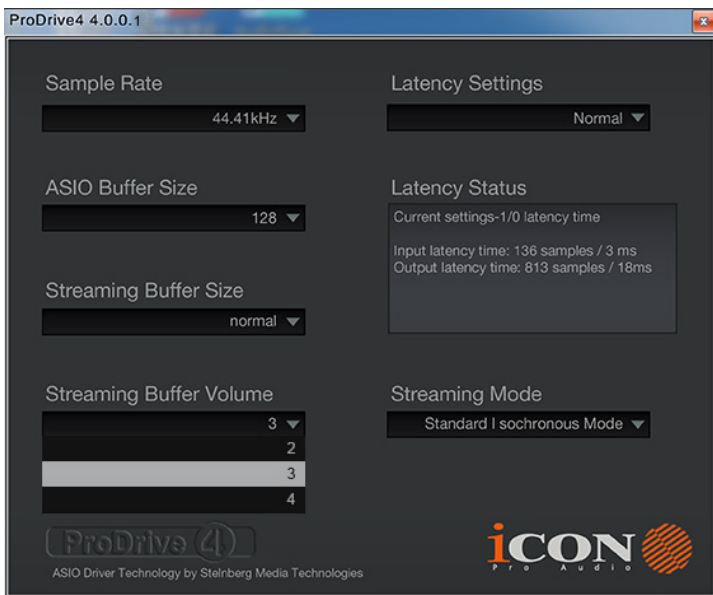 ProDrive4 4.0.0.1
x
Sample Rate
44.41kHz
ASIO Buffer Size
128
Streaming Buffer Size
normal
Streaming Buffer Volume
3
2
3
4
Latency Settings
Normal
Latency Status
Current settings-1/0 latency time
Input latency time: 136 samples / 3 ms
Output latency time: 813 samples / 18ms
Streaming Mode
Standard I sochronous Mode
ProDrive 4
ASIO Driver Technology by Stelnberg Media Technologies
iCON
Pro Audio